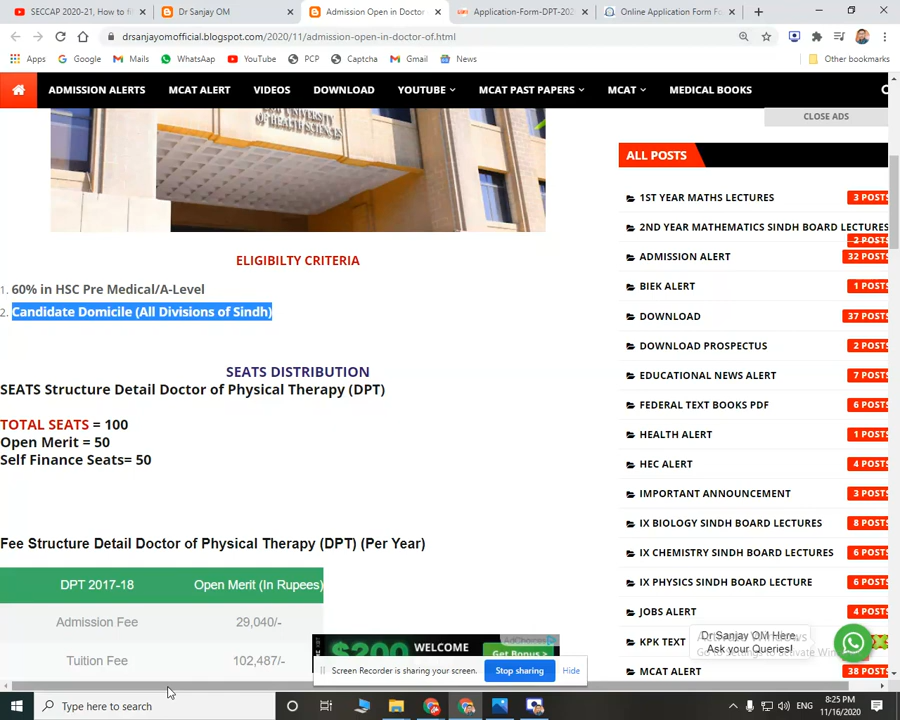 SECCAP 2020-21, How to fi
Dr Sanjay OM
Admission Open in Doctor
Application-Form-DPT-202
Online Application Form Fo
drsanjayomofficial.blogspot.com/2020/11/admission-open-in-doctor-of.html
Apps
Google
Mails
WhatsApp
YouTube
PCP
Captcha
Gmail
News
Other bookmarks
ADMISSION ALERTS
MCAT ALERT
VIDEOS
DOWNLOAD
YOUTUBE
MCAT PAST PAPERS
MCAT
MEDICAL BOOKS
UNIVERSITY
OF HEALTH SCIENCES
ELIGIBILTY CRITERIA
1. 60% in HSC Pre Medical/A-Level
2. Candidate Domicile (All Divisions of Sindh)
SEATS DISTRIBUTION
SEATS Structure Detail Doctor of Physical Therapy (DPT)
TOTAL SEATS = 100
Open Merit = 50
Self Finance Seats= 50
Fee Structure Detail Doctor of Physical Therapy (DPT) (Per Year)
DPT 2017-18 Open Merit (In Rupees)
Admission Fee 29,040/-
Tuition Fee 102,487/-
CLOSE ADS
ALL POSTS
1ST YEAR MATHS LECTURES 3 POSTS
2ND YEAR MATHEMATICS SINDH BOARD LECTURES
2 POSTS
ADMISSION ALERT 32 POSTS
BIEK ALERT 1 POSTS
DOWNLOAD 37 POSTS
DOWNLOAD PROSPECTUS 2 POSTS
EDUCATIONAL NEWS ALERT 7 POSTS
FEDERAL TEXT BOOKS PDF 6 POSTS
HEALTH ALERT 1 POSTS
HEC ALERT 4 POSTS
IMPORTANT ANNOUNCEMENT 3 POSTS
IX BIOLOGY SINDH BOARD LECTURES 8 POSTS
IX CHEMISTRY SINDH BOARD LECTURES 6 POSTS
IX PHYSICS SINDH BOARD LECTURE 6 POSTS
JOBS ALERT 4 POSTS
KPK TEXT
MCAT ALERT 38 POSTS
Dr Sanjay OM Here,
Ask your Queries!
$200 WELCOME
Get Bonus >
AdChoices
Screen Recorder is sharing your screen.
Stop sharing
Hide
Type here to search
8:25 PM
11/16/2020